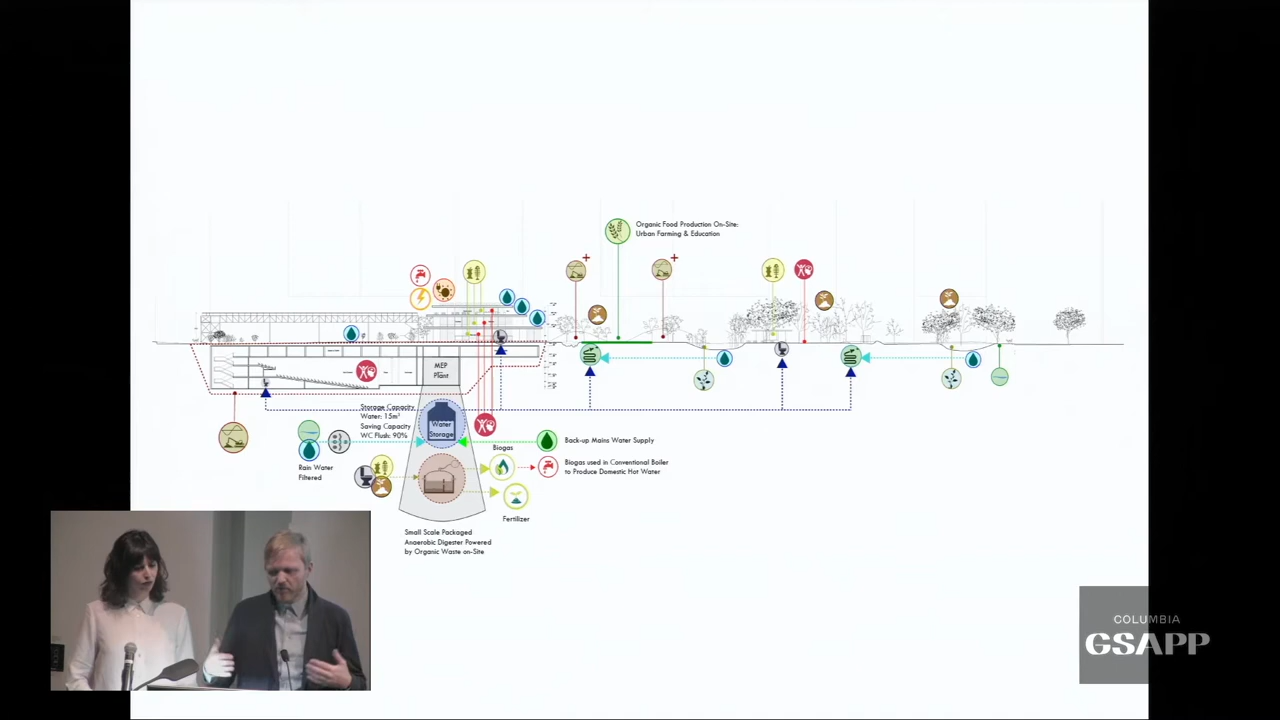 Organic Food Production On-Site:
Urban Farming & Education
MEP
Plant
Storage Capacity
Water: 15m³
Saving Capacity
WC Flush: 90%
Water
Storage
Biogas
Back-up Mains Water Supply
Rain Water
Filtered
Biogas used in Conventional Boiler
to Produce Domestic Hot Water
Fertilizer
Small Scale Packaged
Anaerobic Digester Powered
by Organic Waste on-Site
COLUMBIA
GSAPP